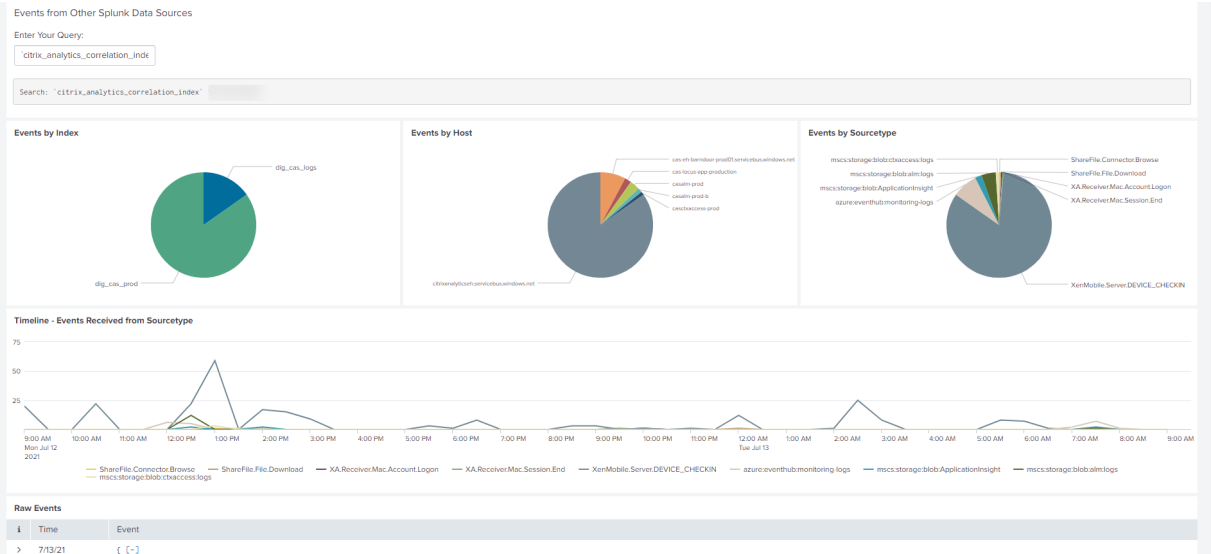 Events from Other Splunk Data Sources
Enter Your Query:
`citrix_analytics_correlation_inde
Search: `citrix_analytics_correlation_index`
Events by Index
dig_cas_logs
dig_cas_prod
Events by Host
cas-eh-barndoor-prod01.servicebus.windows.net
cas-locus-app-production
casalm-prod
casalm-prod-b
casctxaccess-prod
citrixanalyticseh.servicebus.windows.net
Events by Sourcetype
mscs:storage:blob:ctxaccess:logs
mscs:storage:blob:alm:logs
mscs:storage:blob:ApplicationInsight
azure:eventhub:monitoring-logs
ShareFile.Connector.Browse
ShareFile.File.Download
XA.Receiver.Mac.Account.Logon
XA.Receiver.Mac.Session.End
XenMobile.Server.DEVICE_CHECKIN
Timeline - Events Received from Sourcetype
75
50
25
9:00 AM 10:00 AM 11:00 AM 12:00 PM 1:00 PM 2:00 PM 3:00 PM 4:00 PM 5:00 PM 6:00 PM 7:00 PM 8:00 PM 9:00 PM 10:00 PM 11:00 PM 12:00 AM 1:00 AM 2:00 AM 3:00 AM 4:00 AM 5:00 AM 6:00 AM 7:00 AM 8:00 AM 9:00 AM
Mon Jul 12 Tue Jul 13
2021
ShareFile.Connector.Browse ShareFile.File.Download XA.Receiver.Mac.Account.Logon XA.Receiver.Mac.Session.End XenMobile.Server.DEVICE_CHECKIN azure:eventhub:monitoring-logs mscs:storage:blob:ApplicationInsight mscs:storage:blob:alm:logs
mscs:storage:blob:ctxaccess:logs
Raw Events
i Time Event
> 7/13/21 { [-]